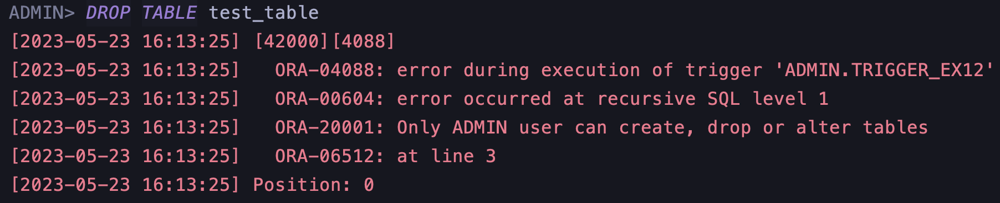 ADMIN> DROP TABLE test_table
[2023-05-23 16:13:25] [42000][4088]
[2023-05-23 16:13:25]   ORA-04088: error during execution of trigger 'ADMIN.TRIGGER_EX12'
[2023-05-23 16:13:25]   ORA-00604: error occurred at recursive SQL level 1
[2023-05-23 16:13:25]   ORA-20001: Only ADMIN user can create, drop or alter tables
[2023-05-23 16:13:25]   ORA-06512: at line 3
[2023-05-23 16:13:25] Position: 0